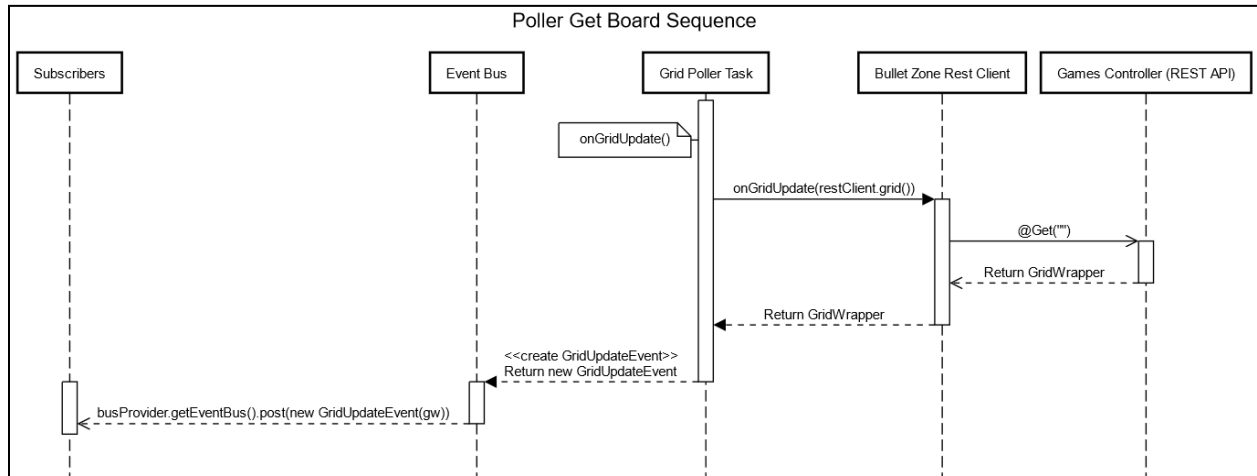 Poller Get Board Sequence
Subscribers
Event Bus
Grid Poller Task
Bullet Zone Rest Client
Games Controller (REST API)
onGridUpdate()
onGridUpdate(restClient.grid())
@Get("")
Return GridWrapper
Return GridWrapper
<<create GridUpdateEvent>>
Return new GridUpdateEvent
busProvider.getEventBus().post(new GridUpdateEvent(gw))